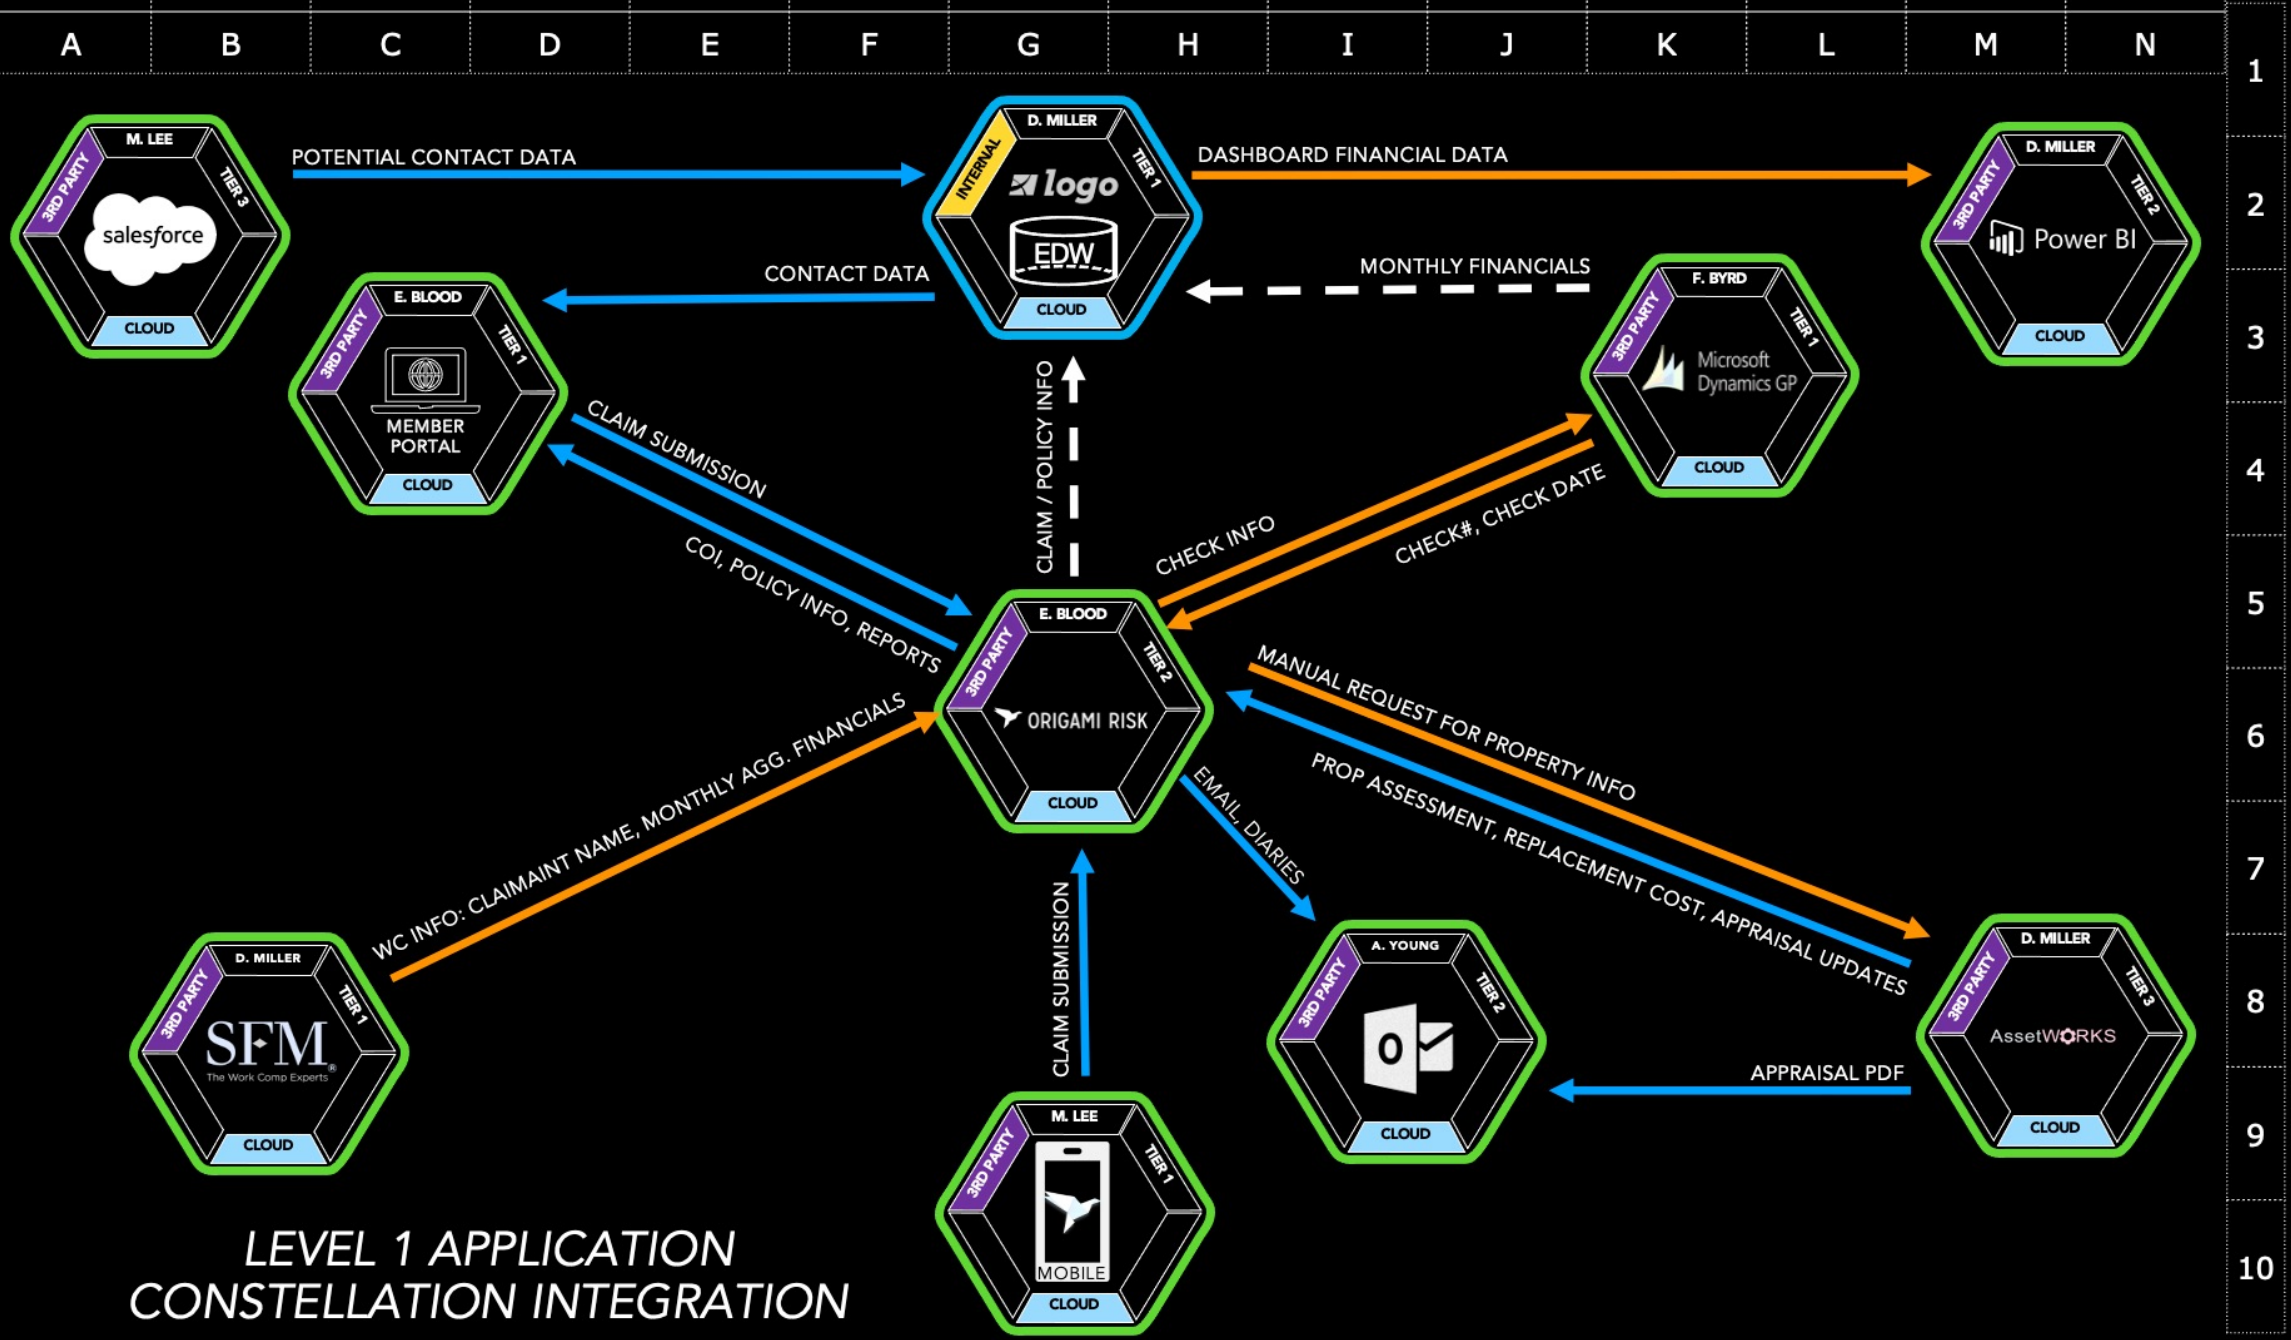 A B C D E F G H I J K L M N
1
2
3
4
5
6
7
8
9
10
M. LEE
3RD PARTY
TIER 3
salesforce
CLOUD
POTENTIAL CONTACT DATA
D. MILLER
INTERNAL
TIER 1
logo
EDW
CLOUD
DASHBOARD FINANCIAL DATA
D. MILLER
3RD PARTY
TIER 2
Power BI
CLOUD
CONTACT DATA
MONTHLY FINANCIALS
E. BLOOD
3RD PARTY
TIER 1
MEMBER
PORTAL
CLOUD
F. BYRD
3RD PARTY
TIER 1
Microsoft
Dynamics GP
CLOUD
CLAIM SUBMISSION
COI, POLICY INFO, REPORTS
CLAIM / POLICY INFO
CHECK INFO
CHECK#, CHECK DATE
E. BLOOD
3RD PARTY
TIER 2
ORIGAMI RISK
CLOUD
MANUAL REQUEST FOR PROPERTY INFO
PROP ASSESSMENT, REPLACEMENT COST, APPRAISAL UPDATES
WC INFO: CLAIMAINT NAME, MONTHLY AGG. FINANCIALS
EMAIL, DIARIES
CLAIM SUBMISSION
D. MILLER
3RD PARTY
TIER 1
SFM®
The Work Comp Experts
CLOUD
A. YOUNG
3RD PARTY
TIER 2
O
CLOUD
D. MILLER
3RD PARTY
TIER 3
AssetWORKS
CLOUD
APPRAISAL PDF
M. LEE
3RD PARTY
TIER 1
MOBILE
CLOUD
LEVEL 1 APPLICATION
CONSTELLATION INTEGRATION